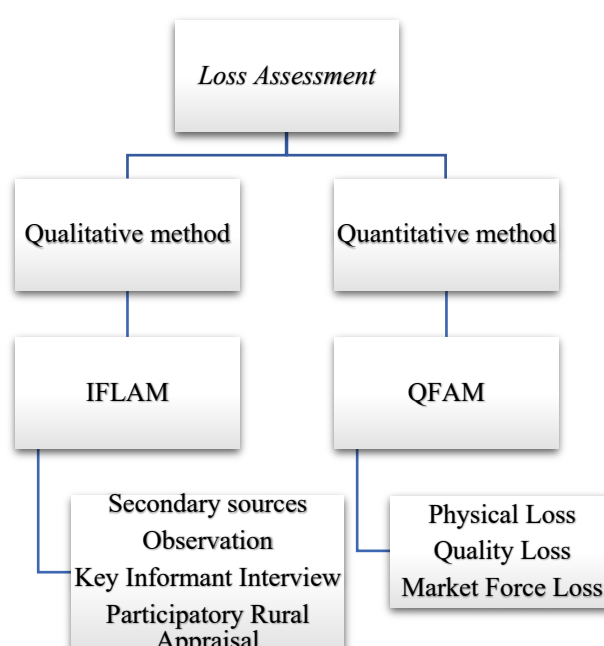 Loss Assessment
Qualitative method
Quantitative method
IFLAM
QFAM
Secondary sources
Observation
Key Informant Interview
Participatory Rural
Appraisal
Physical Loss
Quality Loss
Market Force Loss